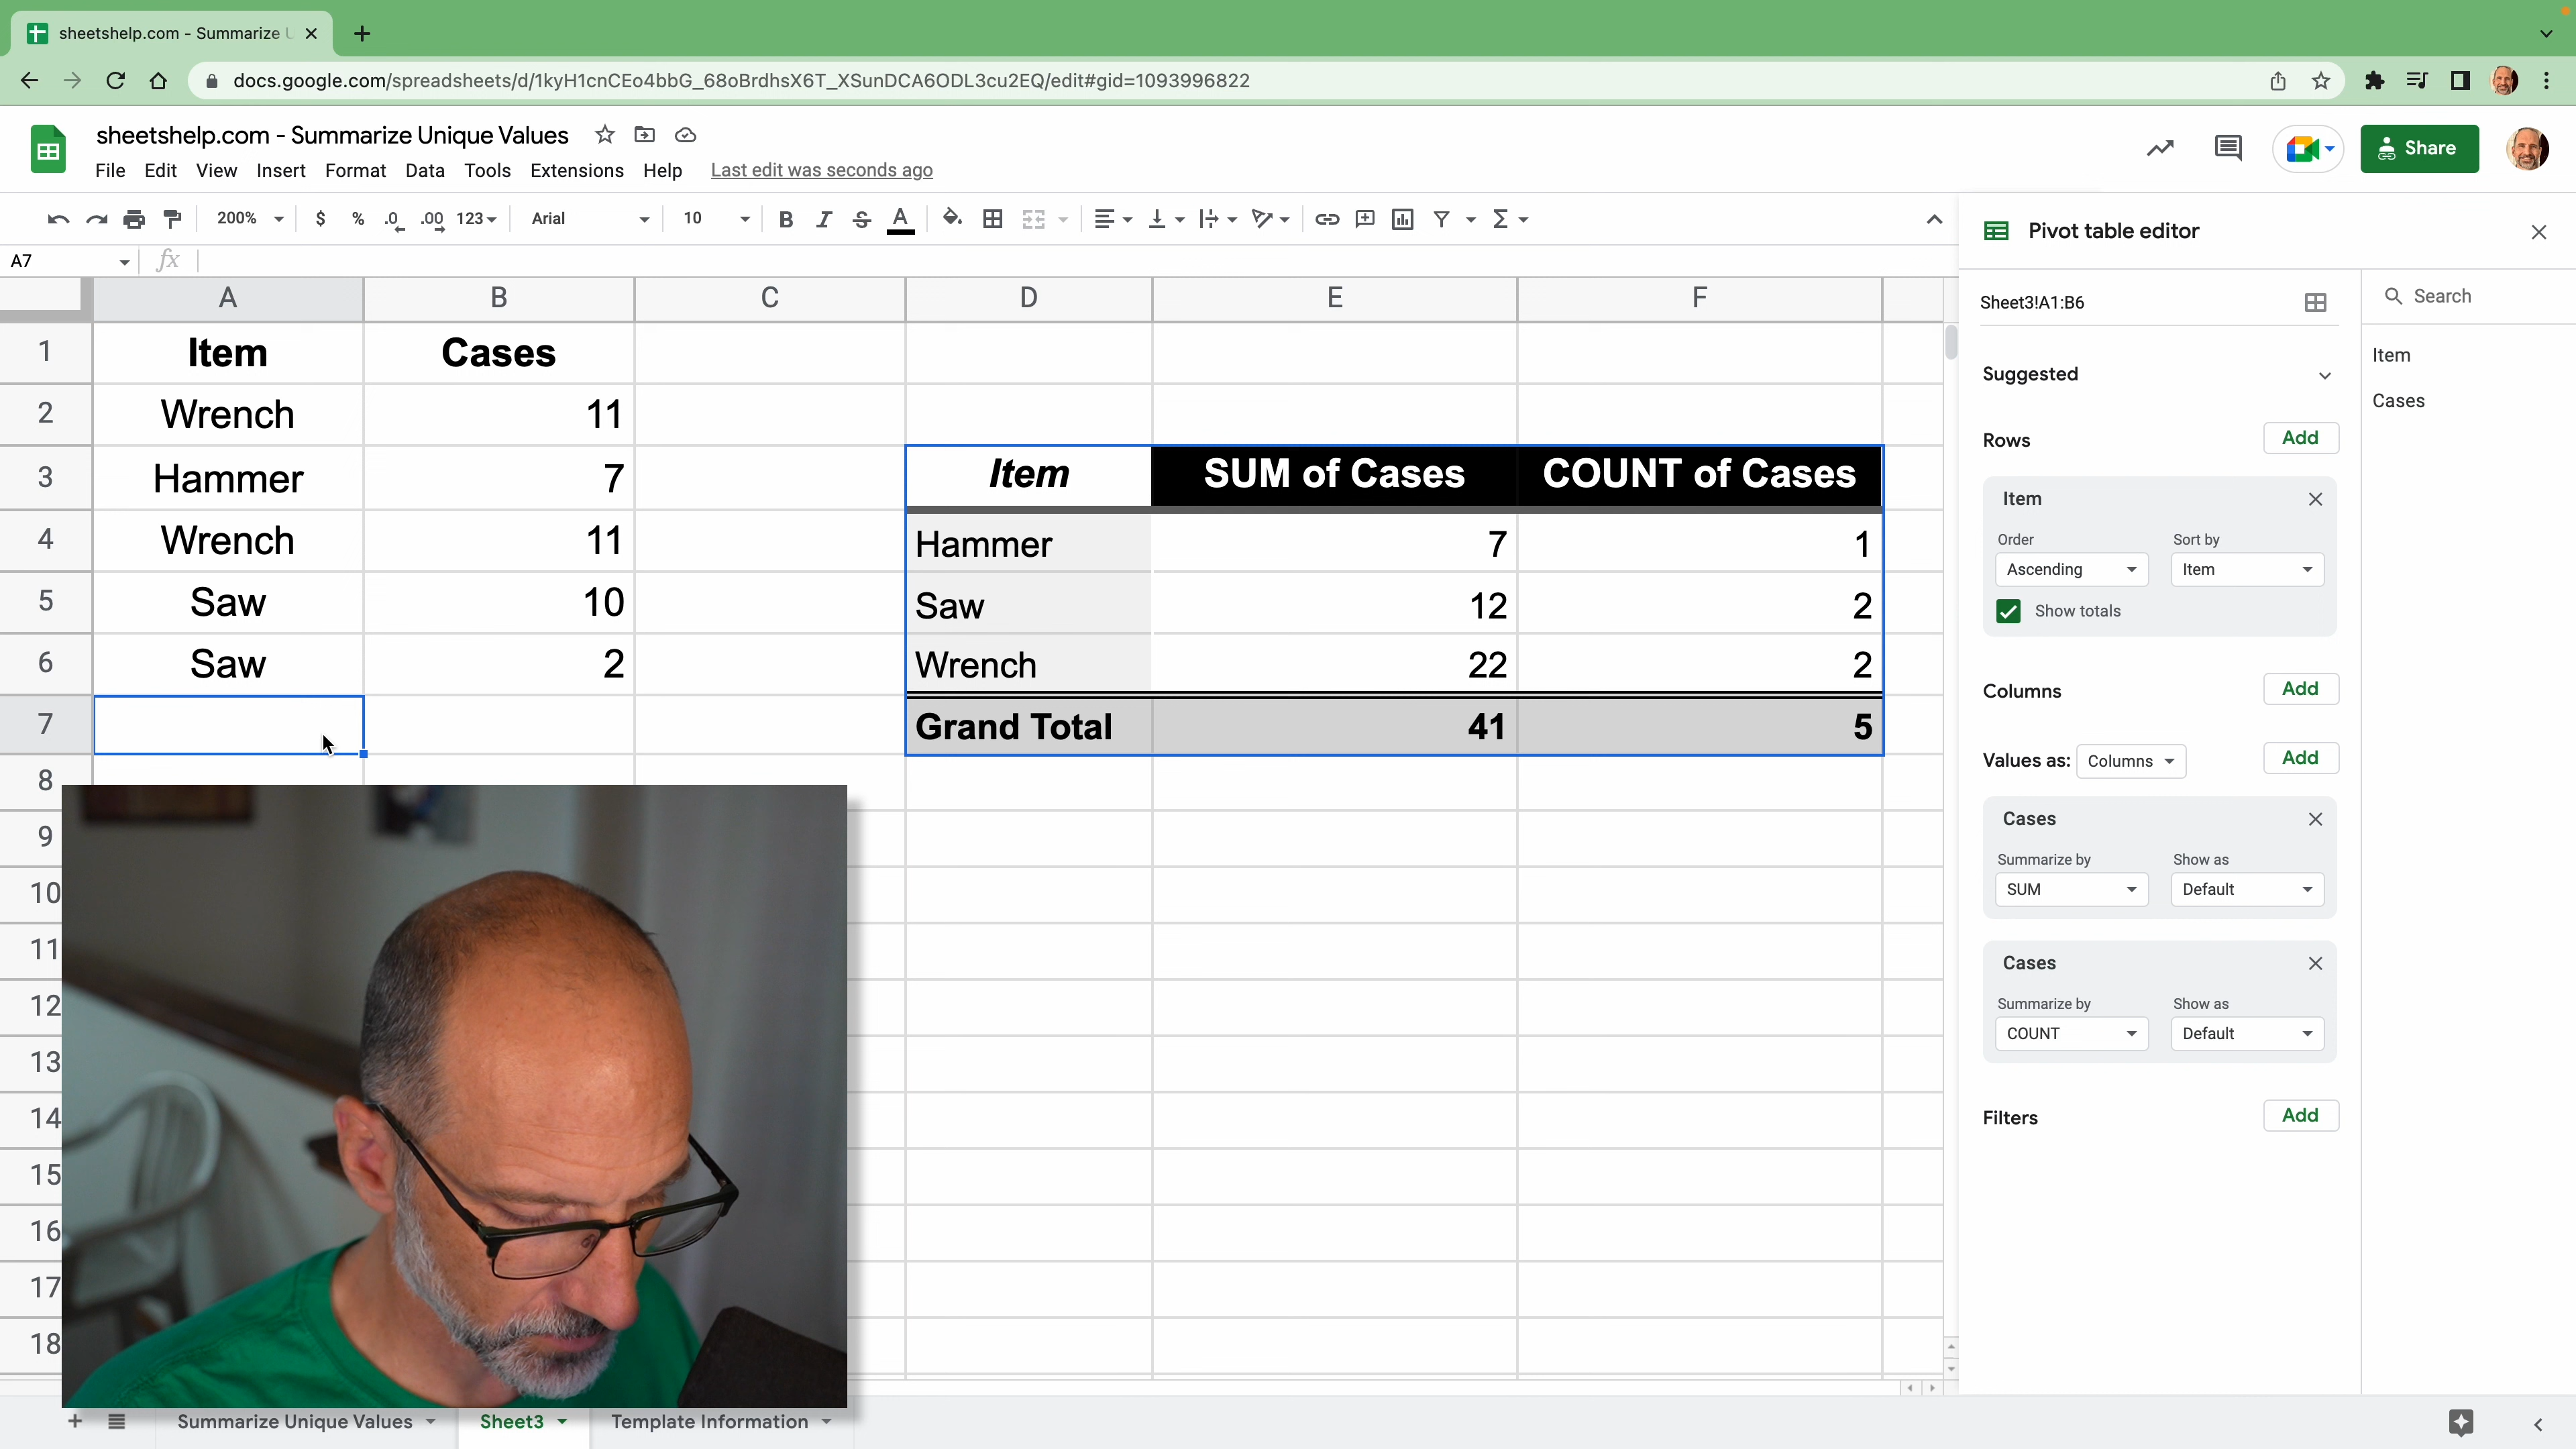 sheetshelp.com - Summarize U
docs.google.com/spreadsheets/d/1kyH1cnCEo4bbG_68oBrdhsX6T_XSunDCA6ODL3cu2EQ/edit#gid=1093996822
sheetshelp.com - Summarize Unique Values
File Edit View Insert Format Data Tools Extensions Help Last edit was seconds ago
Share
200% $ % .0 .00 123 Arial 10 B I S A Σ
A7 fx
A B C D E F
1 Item Cases
2 Wrench 11
3 Hammer 7 Item SUM of Cases COUNT of Cases
4 Wrench 11 Hammer 7 1
5 Saw 10 Saw 12 2
6 Saw 2 Wrench 22 2
7 Grand Total 41 5
8
9
10
11
12
13
14
15
16
17
18
Summarize Unique Values Sheet3 Template Information
Pivot table editor
Sheet3!A1:B6
Suggested
Rows Add
Item
Order Sort by
Ascending Item
Show totals
Columns Add
Values as: Columns Add
Cases
Summarize by Show as
SUM Default
Cases
Summarize by Show as
COUNT Default
Filters Add
Search
Item
Cases